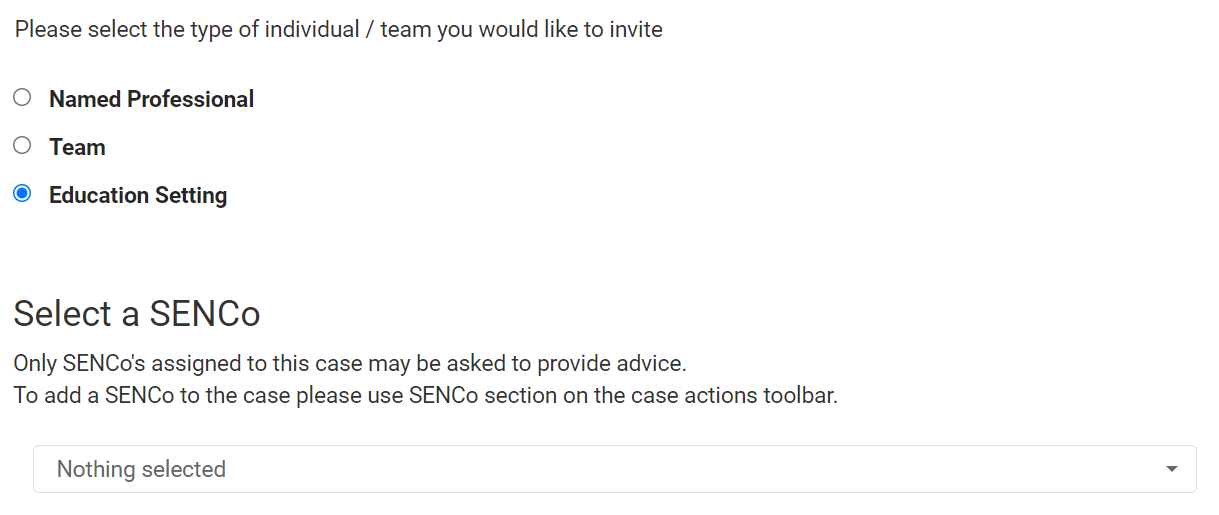 Please select the type of individual / team you would like to invite
Named Professional
Team
Education Setting
Select a SENCo
Only SENCo's assigned to this case may be asked to provide advice.
To add a SENCo to the case please use SENCo section on the case actions toolbar.
Nothing selected